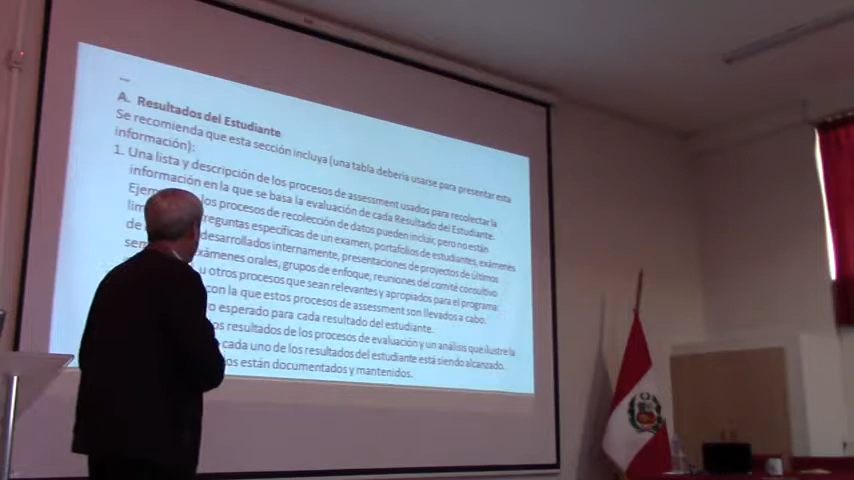 A. Resultados del Estudiante
Se recomienda que esta sección incluya (una tabla debería usarse para presentar esta
información):
1. Una lista y descripción de los procesos de assessment usados para recolectar la
información en la que se basa la evaluación de cada Resultado del Estudiante.
los procesos de recolección de datos pueden incluir, pero no están
preguntas específicas de un examen, portafolios de estudiantes, exámenes
desarrollados internamente, presentaciones de proyectos de últimos
exámenes orales, grupos de enfoque, reuniones del comité consultivo
u otros procesos que sean relevantes y apropiados para el programa.
con la que estos procesos de assessment son llevados a cabo.
esperado para cada resultado del estudiante.
los resultados de los procesos de evaluación y un análisis que ilustre la
cada uno de los resultados del estudiante está siendo alcanzado.
están documentados y mantenidos.